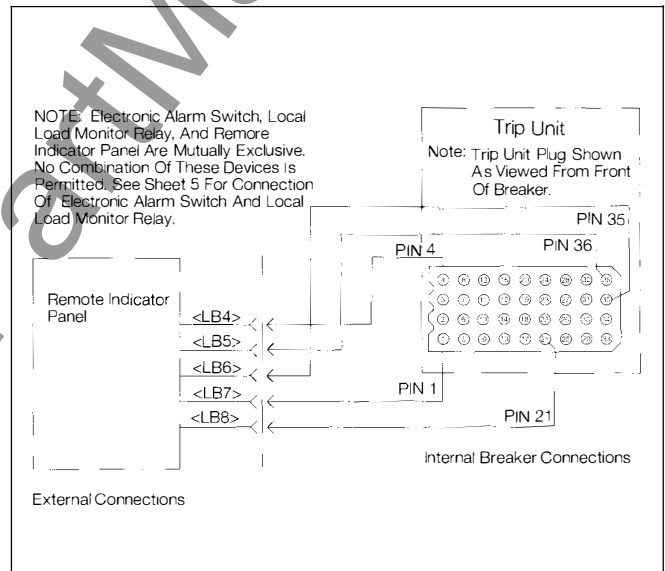 NOTE: Electronic Alarm Switch, Local
Load Monitor Relay, And Remore
Indicator Panel Are Mutually Exclusive.
No Combination Of These Devices Is
Permitted. See Sheet 5 For Connection
Of Electronic Alarm Switch And Local
Load Monitor Relay.
Trip Unit
Note: Trip Unit Plug Shown
As Viewed From Front
Of Breaker.
PIN 35
PIN 36
PIN 4
Remote Indicator
Panel
<LB4>
<LB5>
<LB6>
<LB7>
<LB8>
PIN 1
PIN 21
Internal Breaker Connections
External Connections